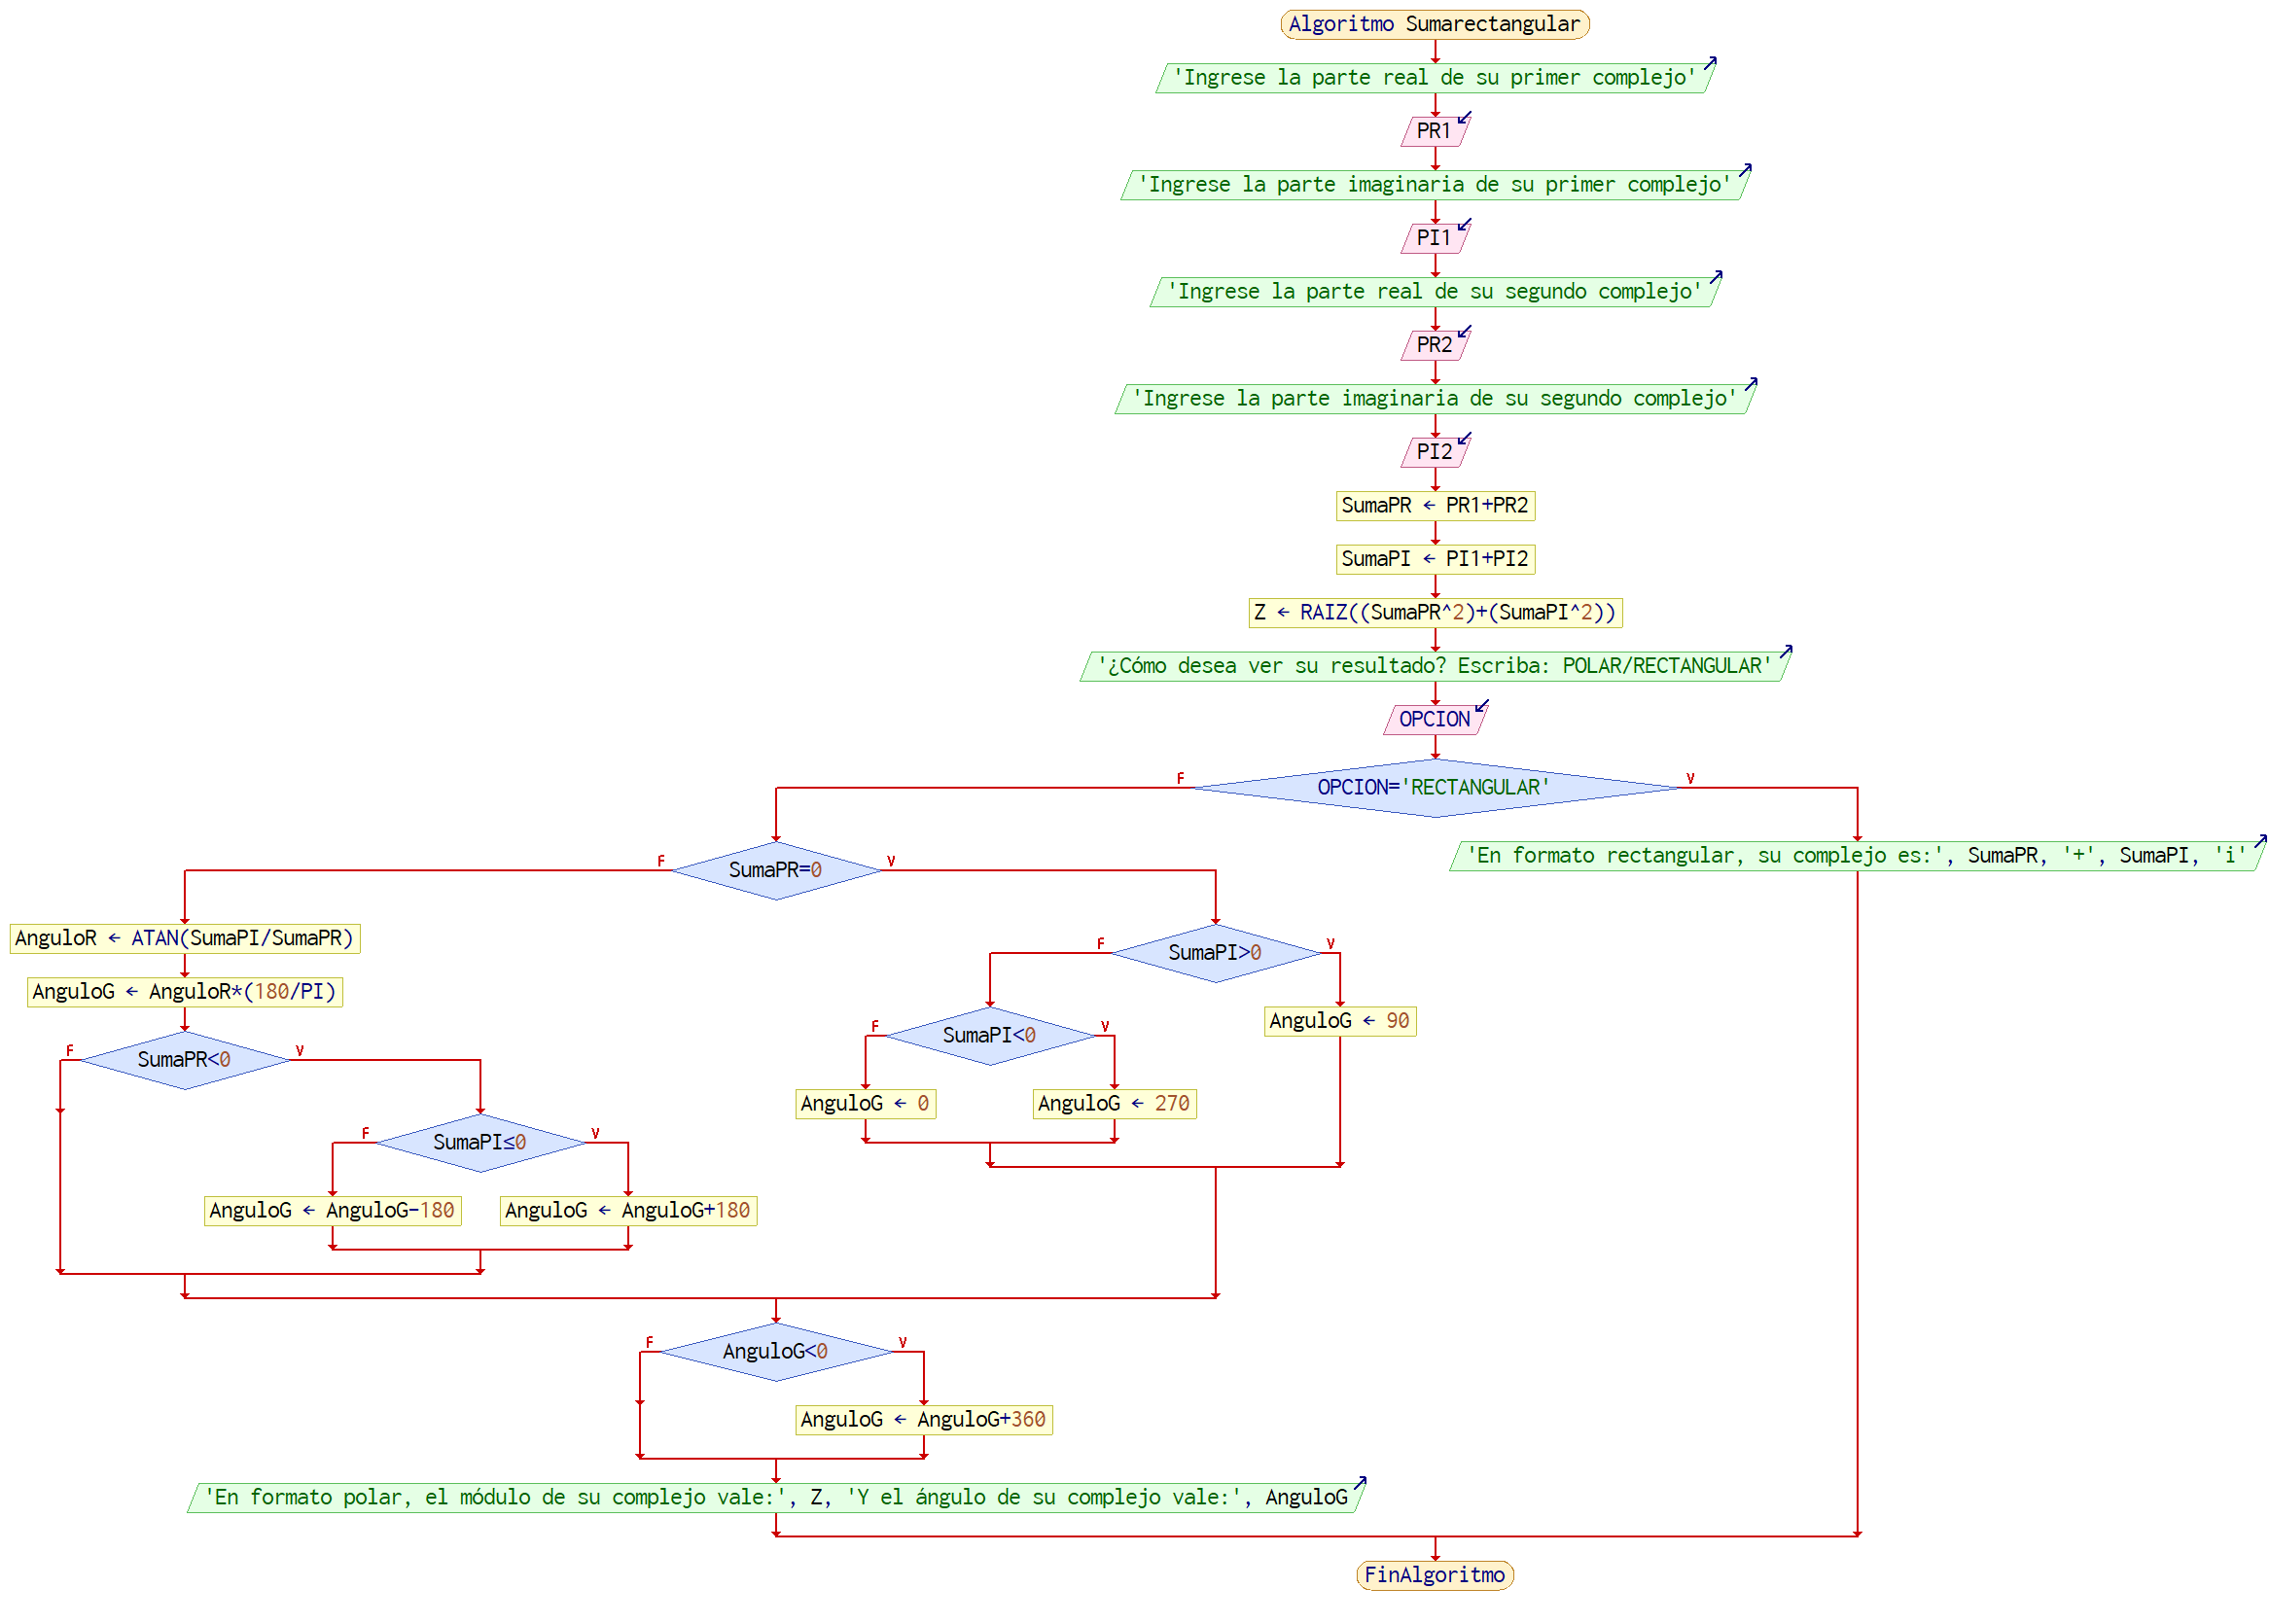 Algoritmo Sumarectangular
'Ingrese la parte real de su primer complejo'
PR1
'Ingrese la parte imaginaria de su primer complejo'
PI1
'Ingrese la parte real de su segundo complejo'
PR2
'Ingrese la parte imaginaria de su segundo complejo'
PI2
SumaPR ← PR1+PR2
SumaPI ← PI1+PI2
Z ← RAIZ((SumaPR^2)+(SumaPI^2))
'¿Cómo desea ver su resultado? Escriba: POLAR/RECTANGULAR'
OPCION
F
OPCION='RECTANGULAR'
V
'En formato rectangular, su complejo es:', SumaPR, '+', SumaPI, 'i'
F
SumaPR=0
V
AnguloR ← ATAN(SumaPI/SumaPR)
AnguloG ← AnguloR*(180/PI)
F
SumaPR<0
V
F
SumaPI≤0
V
AnguloG ← AnguloG-180
AnguloG ← AnguloG+180
F
SumaPI>0
V
F
SumaPI<0
V
AnguloG ← 90
AnguloG ← 0
AnguloG ← 270
F
AnguloG<0
V
AnguloG ← AnguloG+360
'En formato polar, el módulo de su complejo vale:', Z, 'Y el ángulo de su complejo vale:', AnguloG
FinAlgoritmo